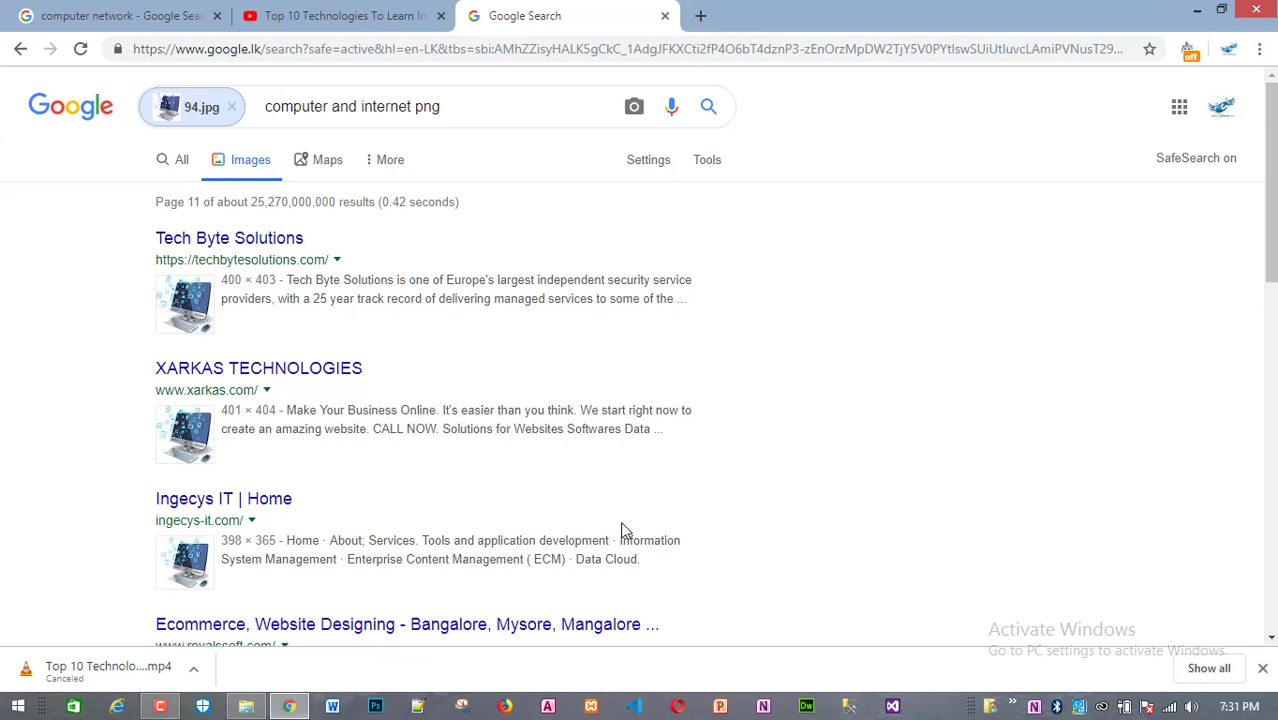 computer network - Google Sear
Top 10 Technologies To Learn In
Google Search
https://www.google.lk/search?safe=active&hl=en-LK&tbs=sbi:AMhZZisyHALK5gCkC_1AdgJFKXCti2fP4O6bT4dznP3-zEnOrzMpDW2TjY5V0PYtlswSUiUtIuvcLAmiPVNusT29...
off
Google
94.jpg
computer and internet png
All
Images
Maps
More
Settings
Tools
SafeSearch on
Page 11 of about 25,270,000,000 results (0.42 seconds)
Tech Byte Solutions
https://techbytesolutions.com/
400 × 403 - Tech Byte Solutions is one of Europe's largest independent security service
providers, with a 25 year track record of delivering managed services to some of the ...
XARKAS TECHNOLOGIES
www.xarkas.com/
401 × 404 - Make Your Business Online. It's easier than you think. We start right now to
create an amazing website. CALL NOW. Solutions for Websites Softwares Data ...
Ingecys IT | Home
ingecys-it.com/
398 × 365 - Home · About; Services. Tools and application development · Information
System Management · Enterprise Content Management ( ECM) · Data Cloud.
Ecommerce, Website Designing - Bangalore, Mysore, Mangalore ...
www.royalssoft.com/
Activate Windows
Go to PC settings to activate Windows.
Top 10 Technolo....mp4
Canceled
Show all
7:31 PM